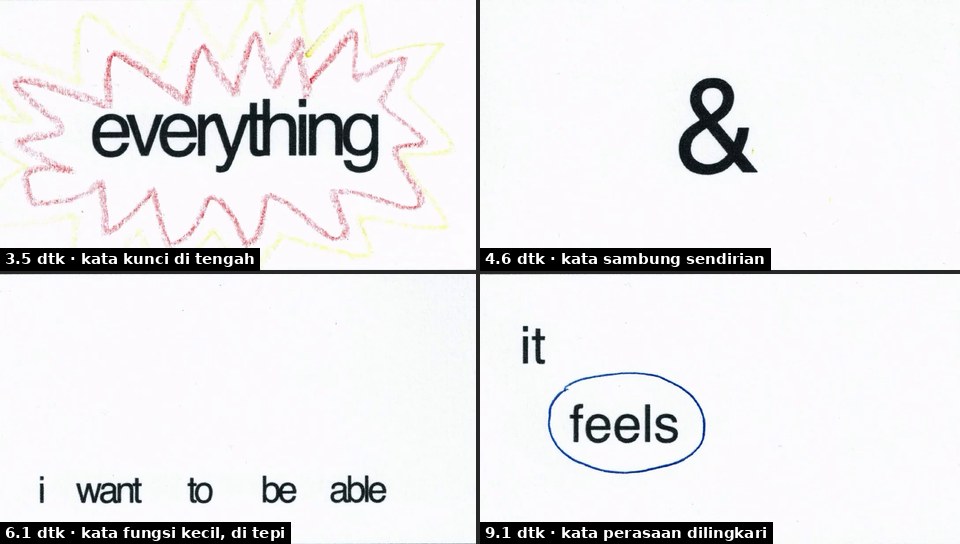 everything
3.5 dtk · kata kunci di tengah
&
4.6 dtk · kata sambung sendirian
i want to be able
6.1 dtk · kata fungsi kecil, di tepi
it
feels
9.1 dtk · kata perasaan dilingkari